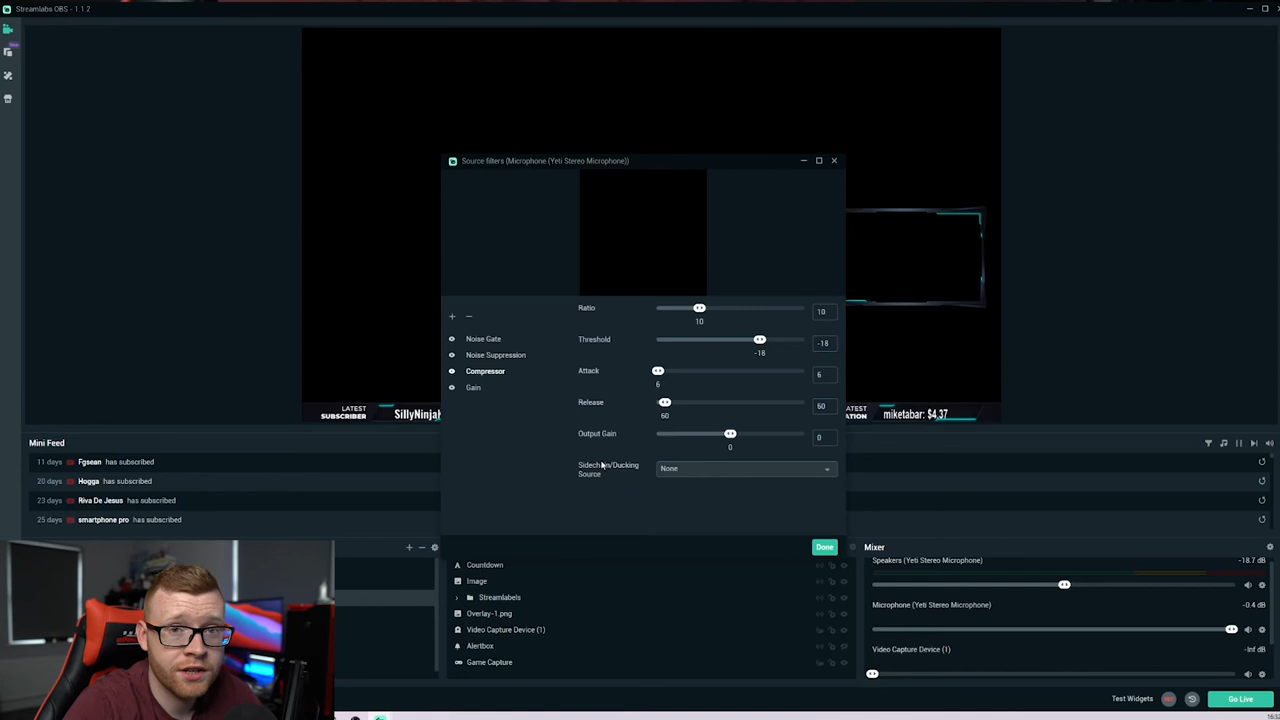 Streamlabs OBS - 1.1.2
New
Source filters (Microphone (Yeti Stereo Microphone))
Noise Gate
Noise Suppression
Compressor
Gain
Ratio
10
10
Threshold
-18
-18
Attack
6
6
Release
60
60
Output Gain
0
0
Sidechain/Ducking
Source
None
Done
LATEST
SUBSCRIBER
miketabar: $4.37
Mini Feed
11 days Fgsean has subscribed
20 days Hogga has subscribed
23 days Riva De Jesus has subscribed
25 days smartphone pro has subscribed
Countdown
Image
Streamlabels
Overlay-1.png
Video Capture Device (1)
Alertbox
Game Capture
Mixer
Speakers (Yeti Stereo Microphone)
-18.7 dB
Microphone (Yeti Stereo Microphone)
-0.4 dB
Video Capture Device (1)
-Inf dB
Test Widgets
REC
Go Live